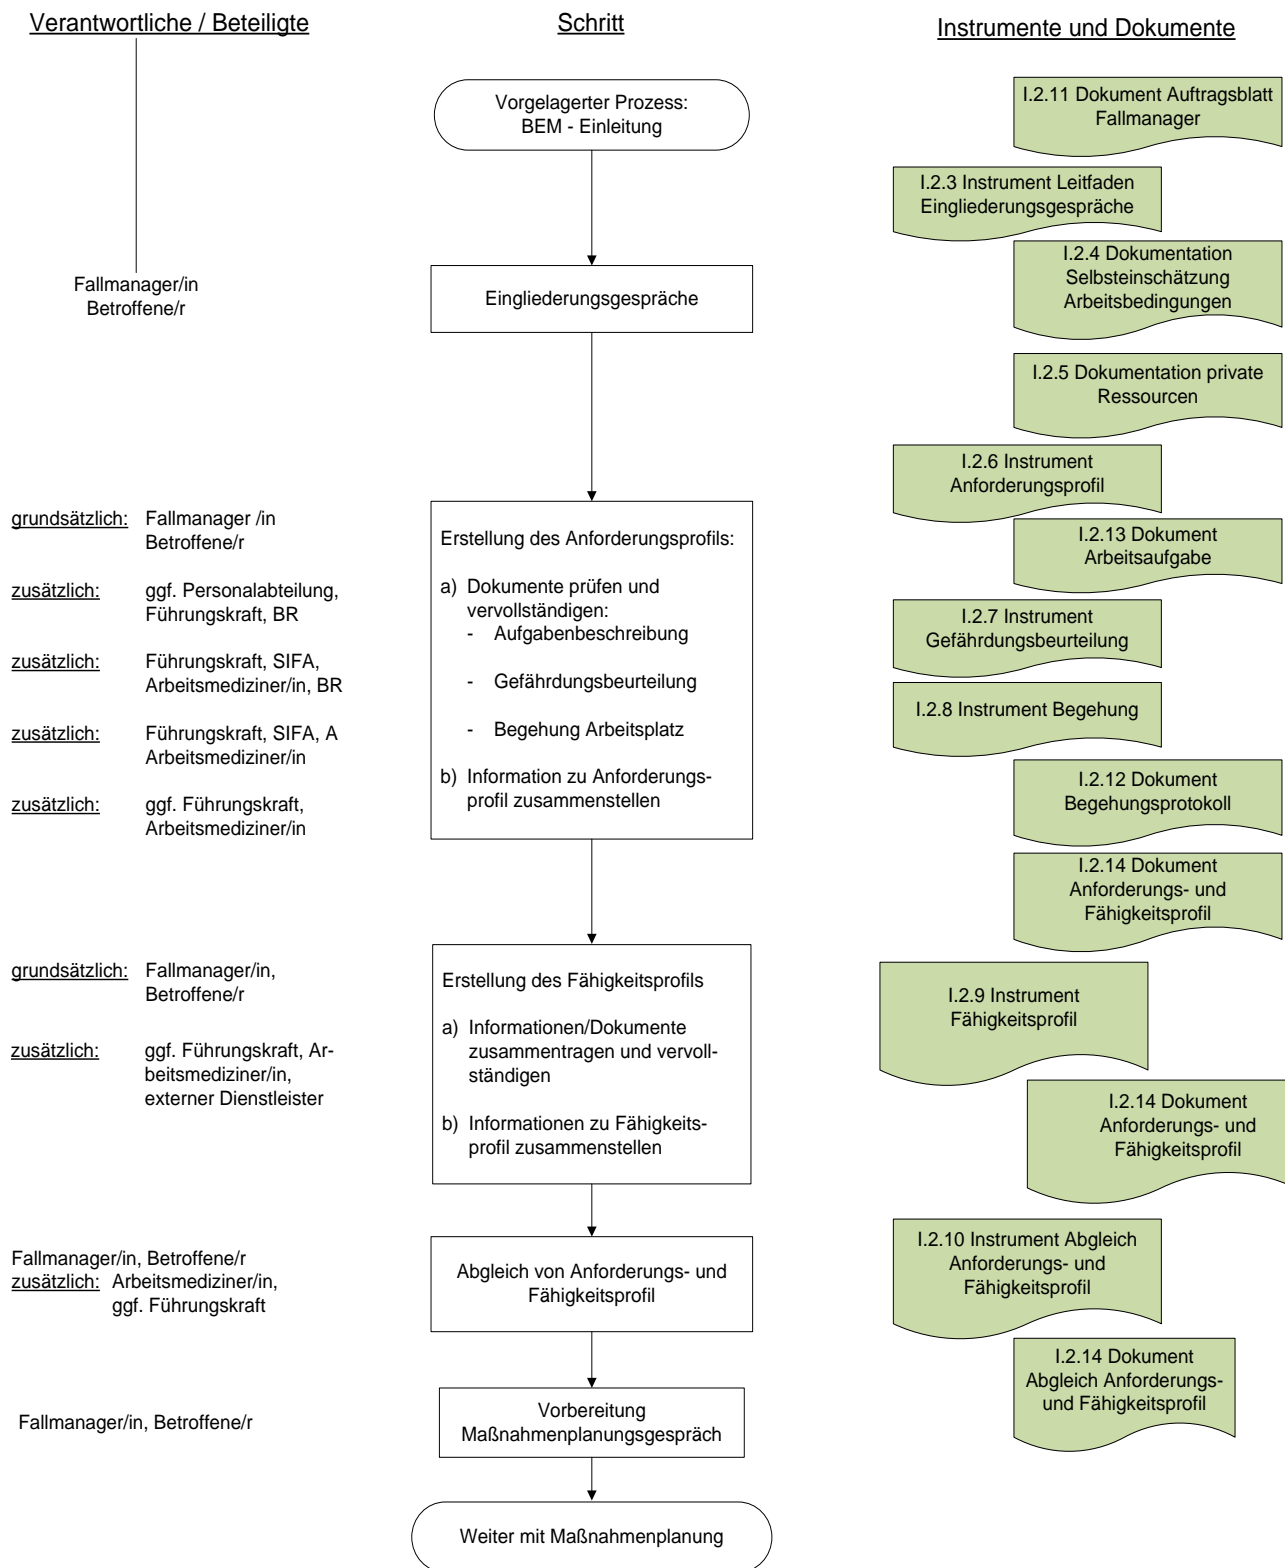 Verantwortliche / Beteiligte
Schritt
Instrumente und Dokumente
Vorgelagerter Prozess:
BEM - Einleitung
I.2.11 Dokument Auftragsblatt
Fallmanager
I.2.3 Instrument Leitfaden
Eingliederungsgespräche
I.2.4 Dokumentation
Selbsteinschätzung
Arbeitsbedingungen
Fallmanager/in
Betroffene/r
Eingliederungsgespräche
I.2.5 Dokumentation private
Ressourcen
I.2.6 Instrument
Anforderungsprofil
grundsätzlich: Fallmanager /in
Betroffene/r
zusätzlich: ggf. Personalabteilung,
Führungskraft, BR
zusätzlich: Führungskraft, SIFA,
Arbeitsmediziner/in, BR
zusätzlich: Führungskraft, SIFA, A
Arbeitsmediziner/in
zusätzlich: ggf. Führungskraft,
Arbeitsmediziner/in
Erstellung des Anforderungsprofils:
a) Dokumente prüfen und
vervollständigen:
- Aufgabenbeschreibung
- Gefährdungsbeurteilung
- Begehung Arbeitsplatz
b) Information zu Anforderungs-
profil zusammenstellen
I.2.13 Dokument
Arbeitsaufgabe
I.2.7 Instrument
Gefährdungsbeurteilung
I.2.8 Instrument Begehung
I.2.12 Dokument
Begehungsprotokoll
I.2.14 Dokument
Anforderungs- und
Fähigkeitsprofil
grundsätzlich: Fallmanager/in,
Betroffene/r
zusätzlich: ggf. Führungskraft, Ar-
beitsmediziner/in,
externer Dienstleister
Erstellung des Fähigkeitsprofils
a) Informationen/Dokumente
zusammentragen und vervoll-
ständigen
b) Informationen zu Fähigkeits-
profil zusammenstellen
I.2.9 Instrument
Fähigkeitsprofil
I.2.14 Dokument
Anforderungs- und
Fähigkeitsprofil
Fallmanager/in, Betroffene/r
zusätzlich: Arbeitsmediziner/in,
ggf. Führungskraft
Abgleich von Anforderungs- und
Fähigkeitsprofil
I.2.10 Instrument Abgleich
Anforderungs- und
Fähigkeitsprofil
I.2.14 Dokument
Abgleich Anforderungs-
und Fähigkeitsprofil
Fallmanager/in, Betroffene/r
Vorbereitung
Maßnahmenplanungsgespräch
Weiter mit Maßnahmenplanung